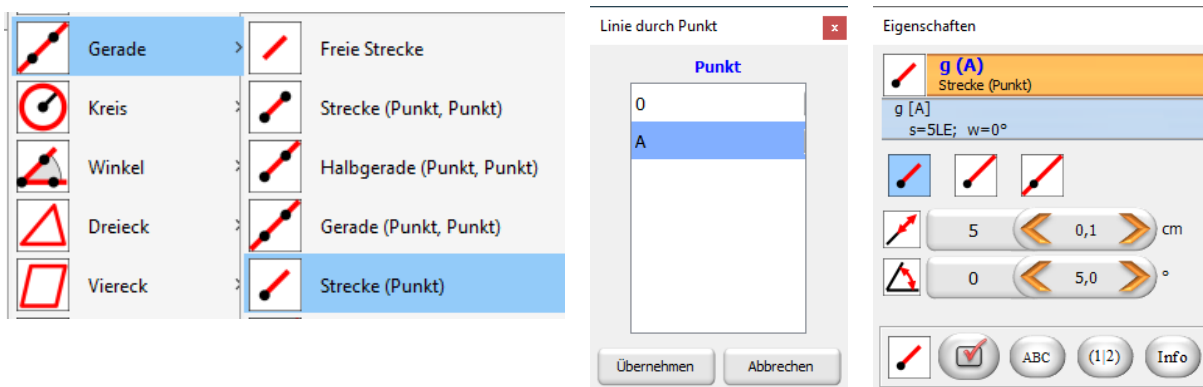 Gerade
Kreis
Winkel
Dreieck
Viereck
Freie Strecke
Strecke (Punkt, Punkt)
Halbgerade (Punkt, Punkt)
Gerade (Punkt, Punkt)
Strecke (Punkt)
Linie durch Punkt
x
Punkt
0
A
Übernehmen
Abbrechen
Eigenschaften
g (A)
Strecke (Punkt)
g [A]
s=5LE; w=0°
5 0,1 cm
0 5,0 °
ABC (1|2) Info